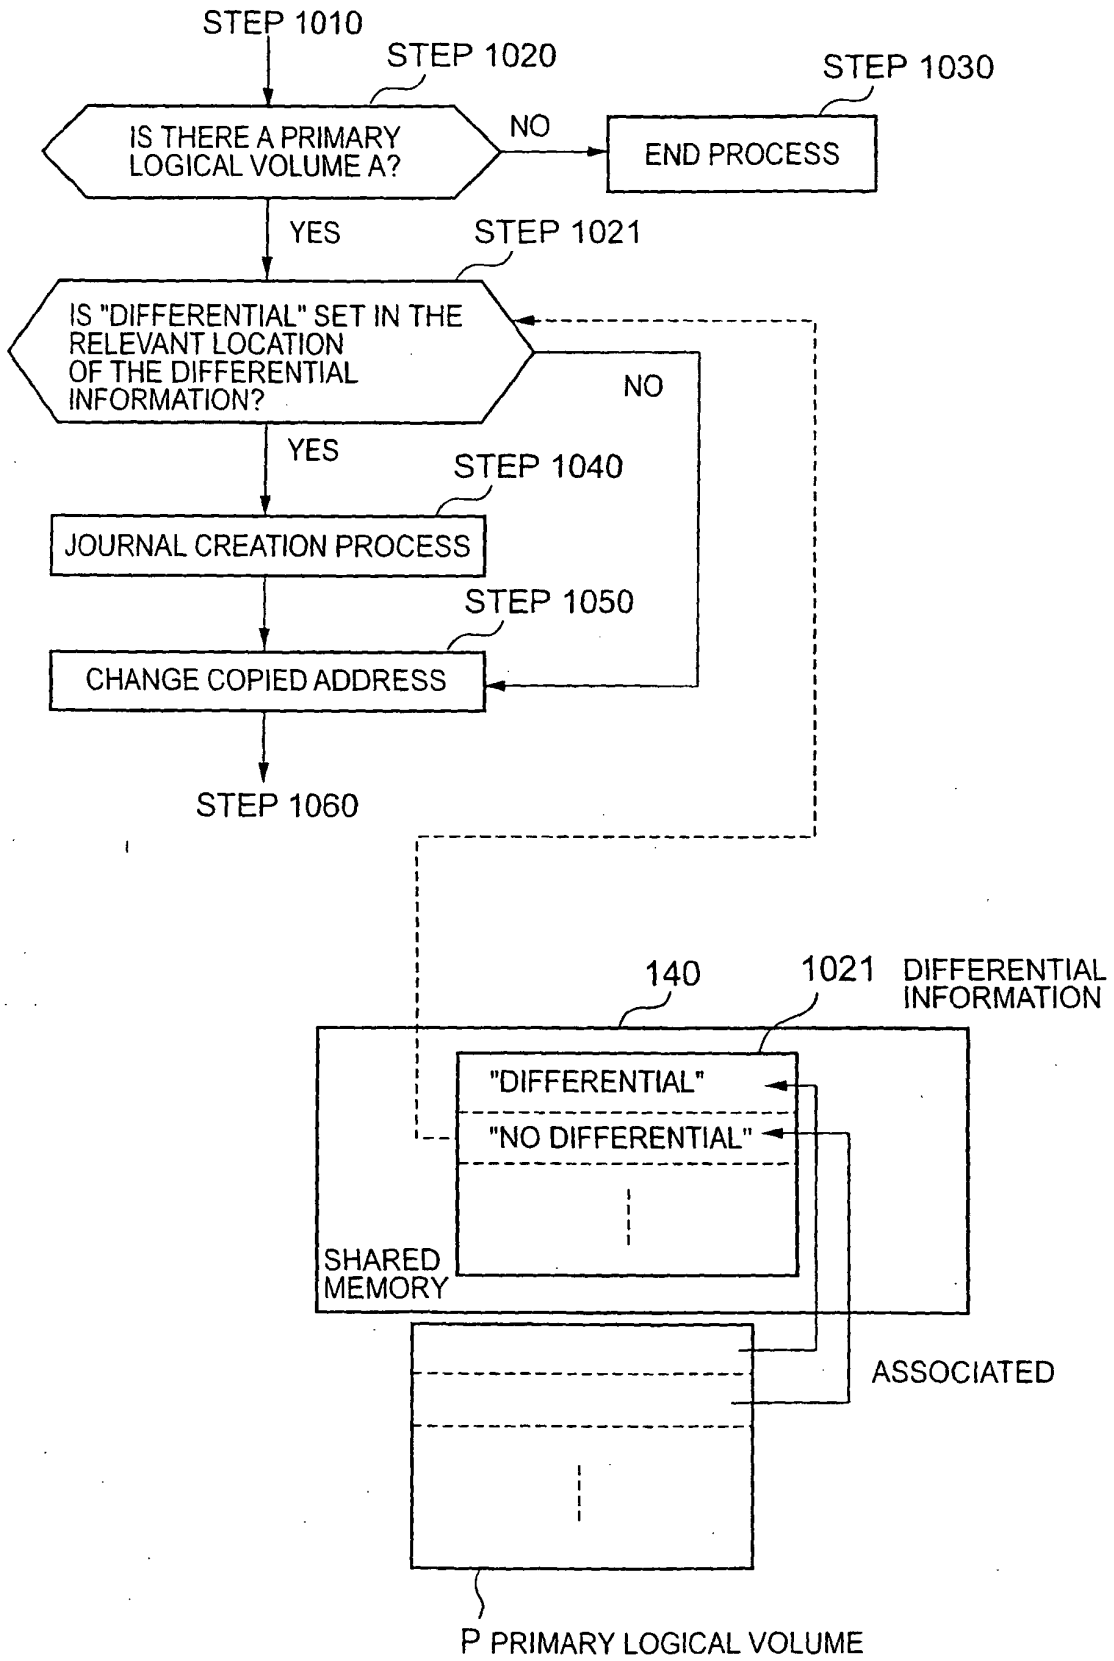 STEP 1010
STEP 1020
STEP 1030
IS THERE A PRIMARY
LOGICAL VOLUME A?
NO
END PROCESS
YES
STEP 1021
IS "DIFFERENTIAL" SET IN THE
RELEVANT LOCATION
OF THE DIFFERENTIAL
INFORMATION?
NO
YES
STEP 1040
JOURNAL CREATION PROCESS
STEP 1050
CHANGE COPIED ADDRESS
STEP 1060
140
1021
DIFFERENTIAL
INFORMATION
"DIFFERENTIAL"
"NO DIFFERENTIAL"
SHARED
MEMORY
ASSOCIATED
P PRIMARY LOGICAL VOLUME